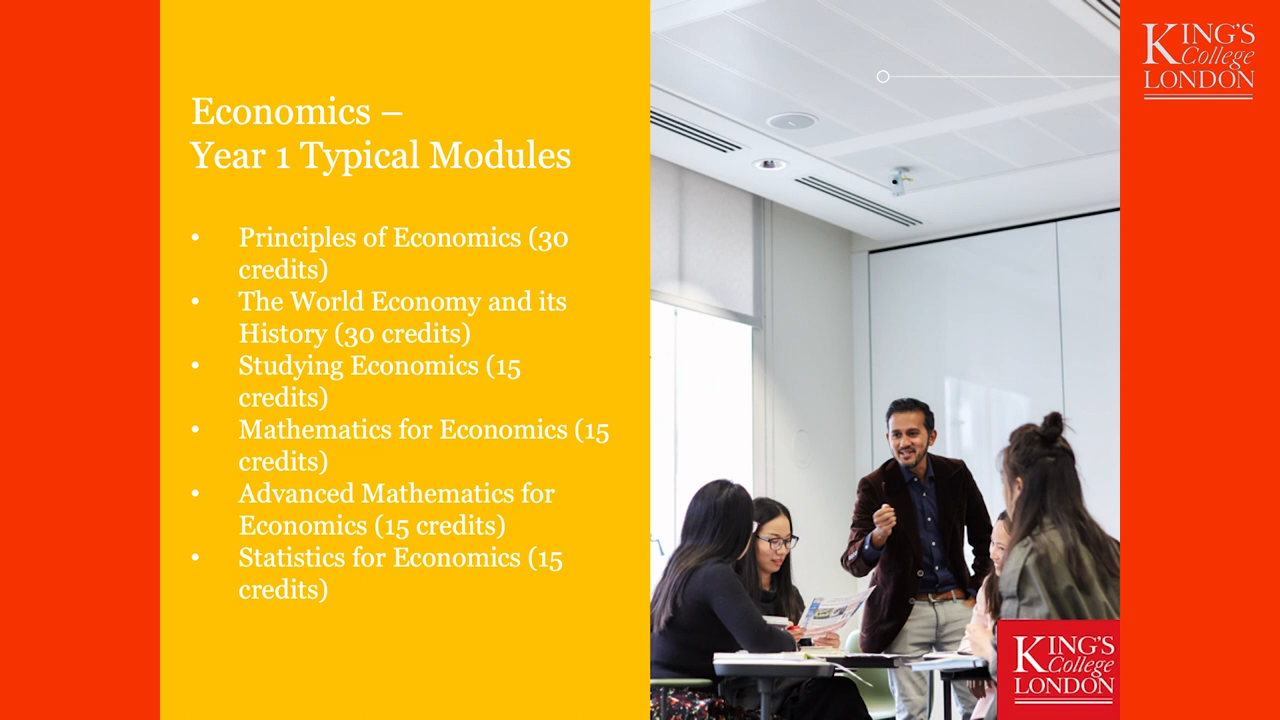 Economics –
Year 1 Typical Modules
• Principles of Economics (30
credits)
• The World Economy and its
History (30 credits)
• Studying Economics (15
credits)
• Mathematics for Economics (15
credits)
• Advanced Mathematics for
Economics (15 credits)
• Statistics for Economics (15
credits)
KING'S
College
LONDON
KING'S
College
LONDON